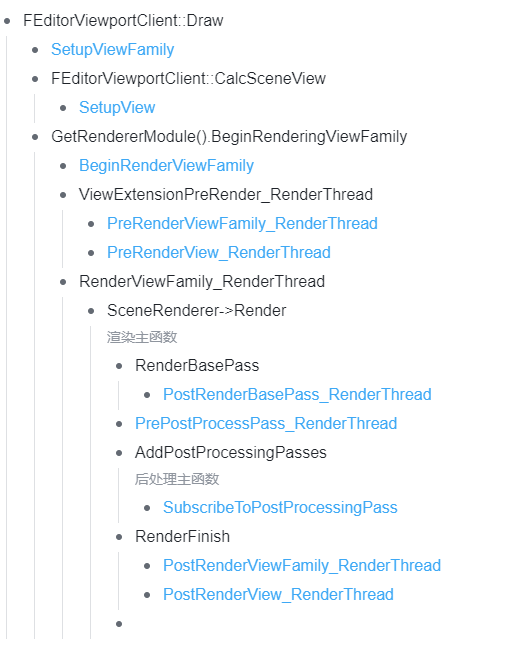 FEditorViewportClient::Draw
SetupViewFamily
FEditorViewportClient::CalcSceneView
SetupView
GetRendererModule().BeginRenderingViewFamily
BeginRenderViewFamily
ViewExtensionPreRender_RenderThread
PreRenderViewFamily_RenderThread
PreRenderView_RenderThread
RenderViewFamily_RenderThread
SceneRenderer->Render
渲染主函数
RenderBasePass
PostRenderBasePass_RenderThread
PrePostProcessPass_RenderThread
AddPostProcessingPasses
后处理主函数
SubscribeToPostProcessingPass
RenderFinish
PostRenderViewFamily_RenderThread
PostRenderView_RenderThread